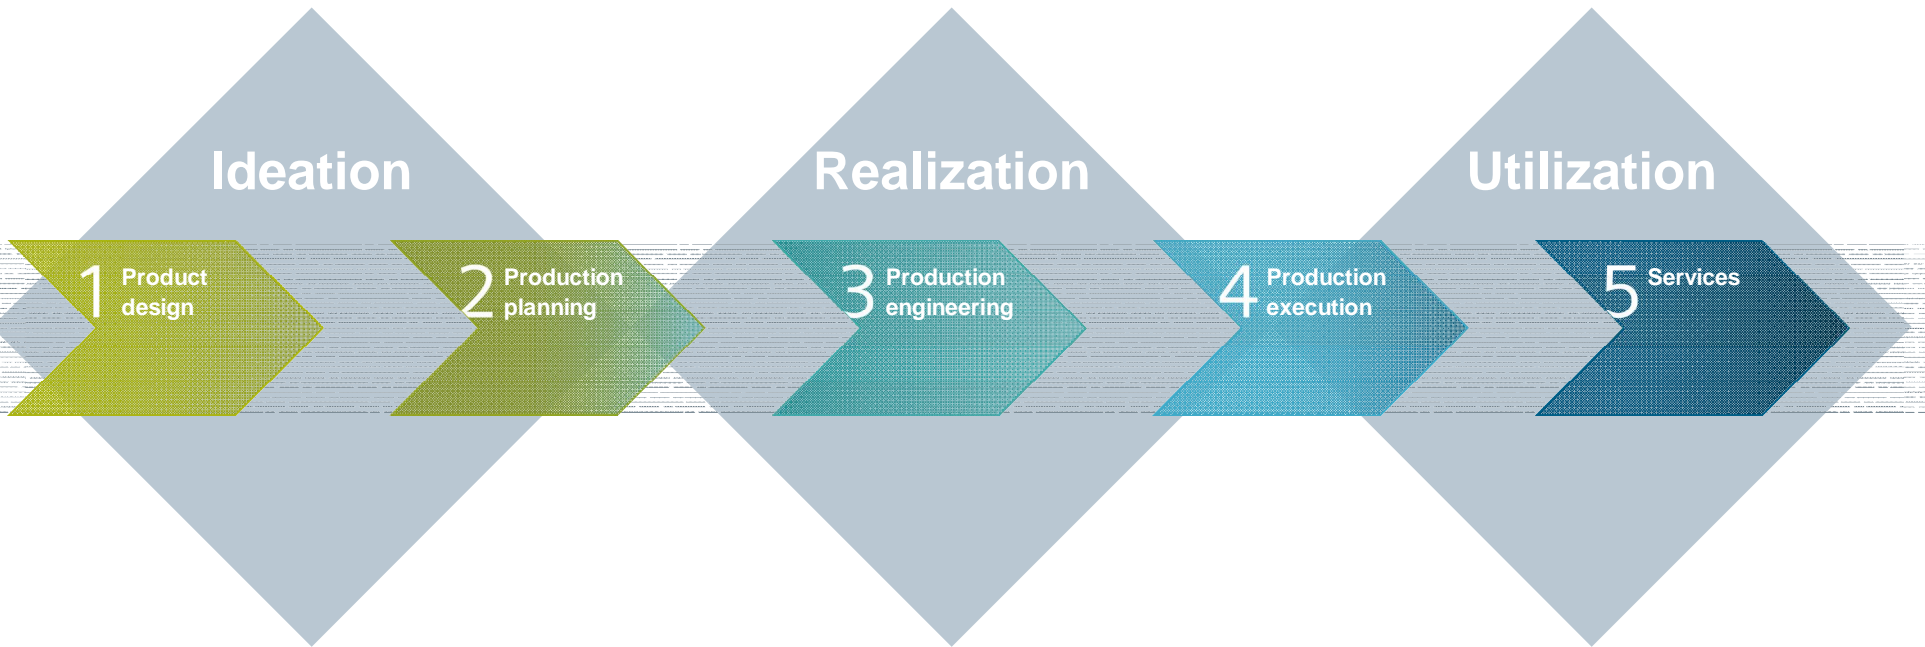 Ideation
Realization
Utilization
1 Product
design
2 Production
planning
3 Production
engineering
4 Production
execution
5 Services